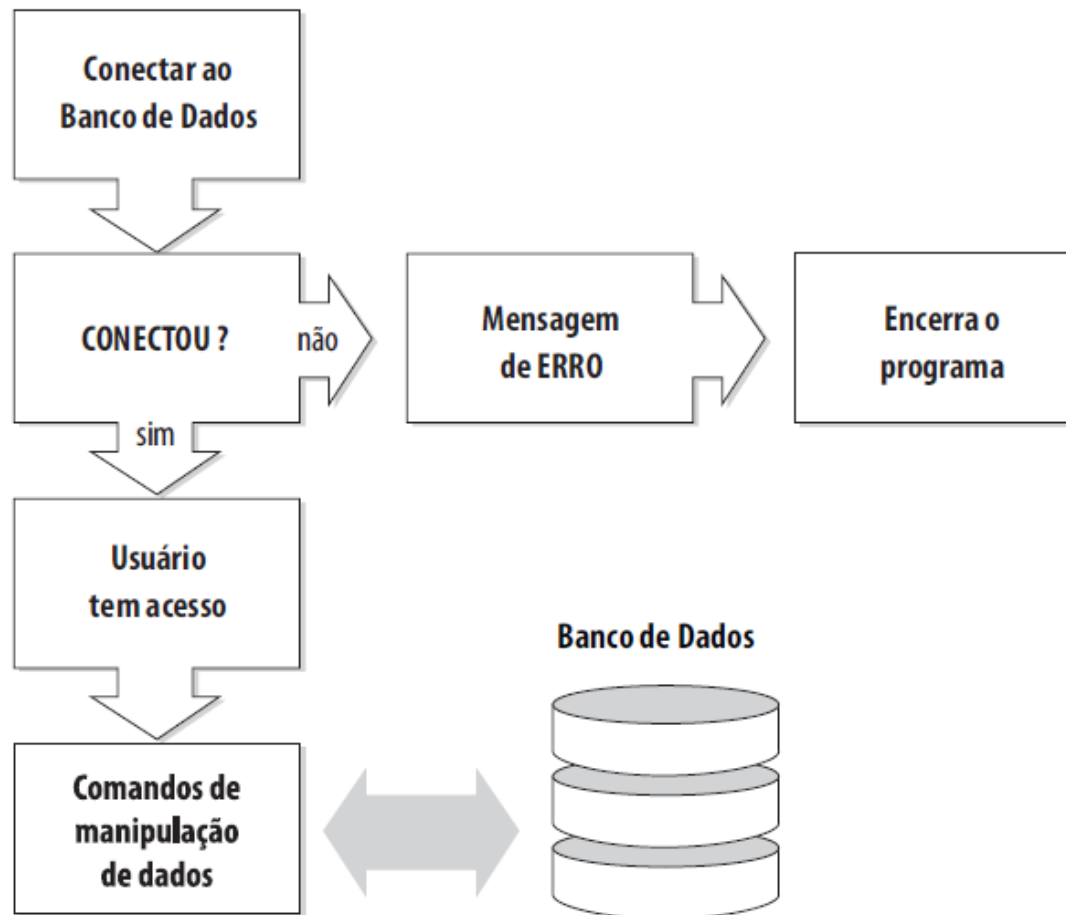 Conectar ao
Banco de Dados
CONECTOU ?
não
Mensagem
de ERRO
Encerra o
programa
sim
Usuário
tem acesso
Banco de Dados
Comandos de
manipulação
de dados